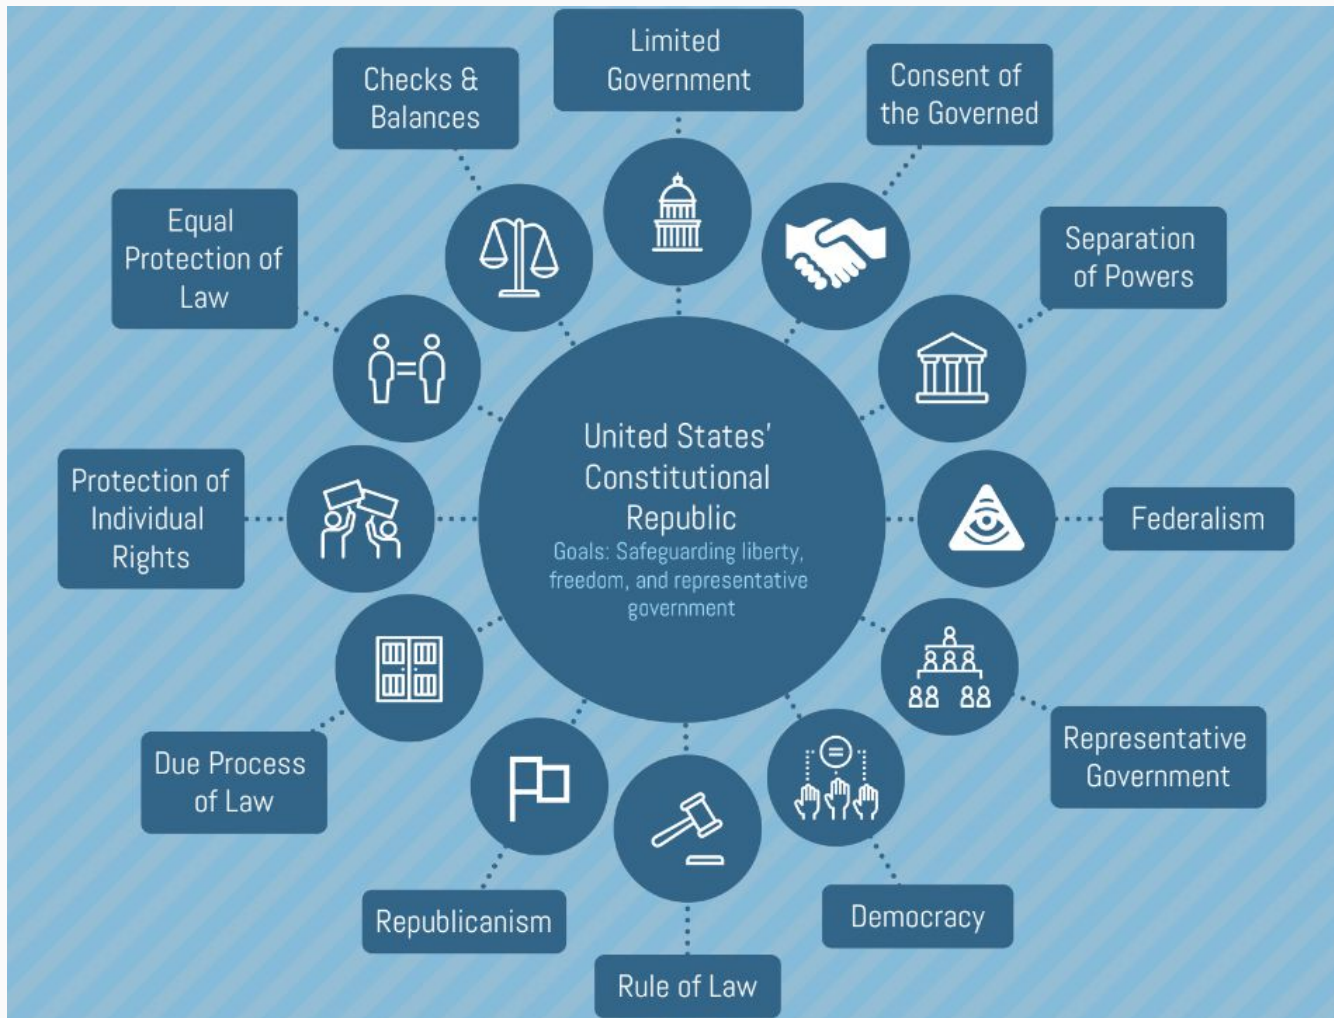 Limited
Government
Consent of
the Governed
Separation
of Powers
Federalism
Representative
Government
Democracy
Rule of Law
Republicanism
Due Process
of Law
Protection of
Individual
Rights
Equal
Protection of
Law
Checks &
Balances
United States'
Constitutional
Republic
Goals: Safeguarding liberty,
freedom, and representative
government